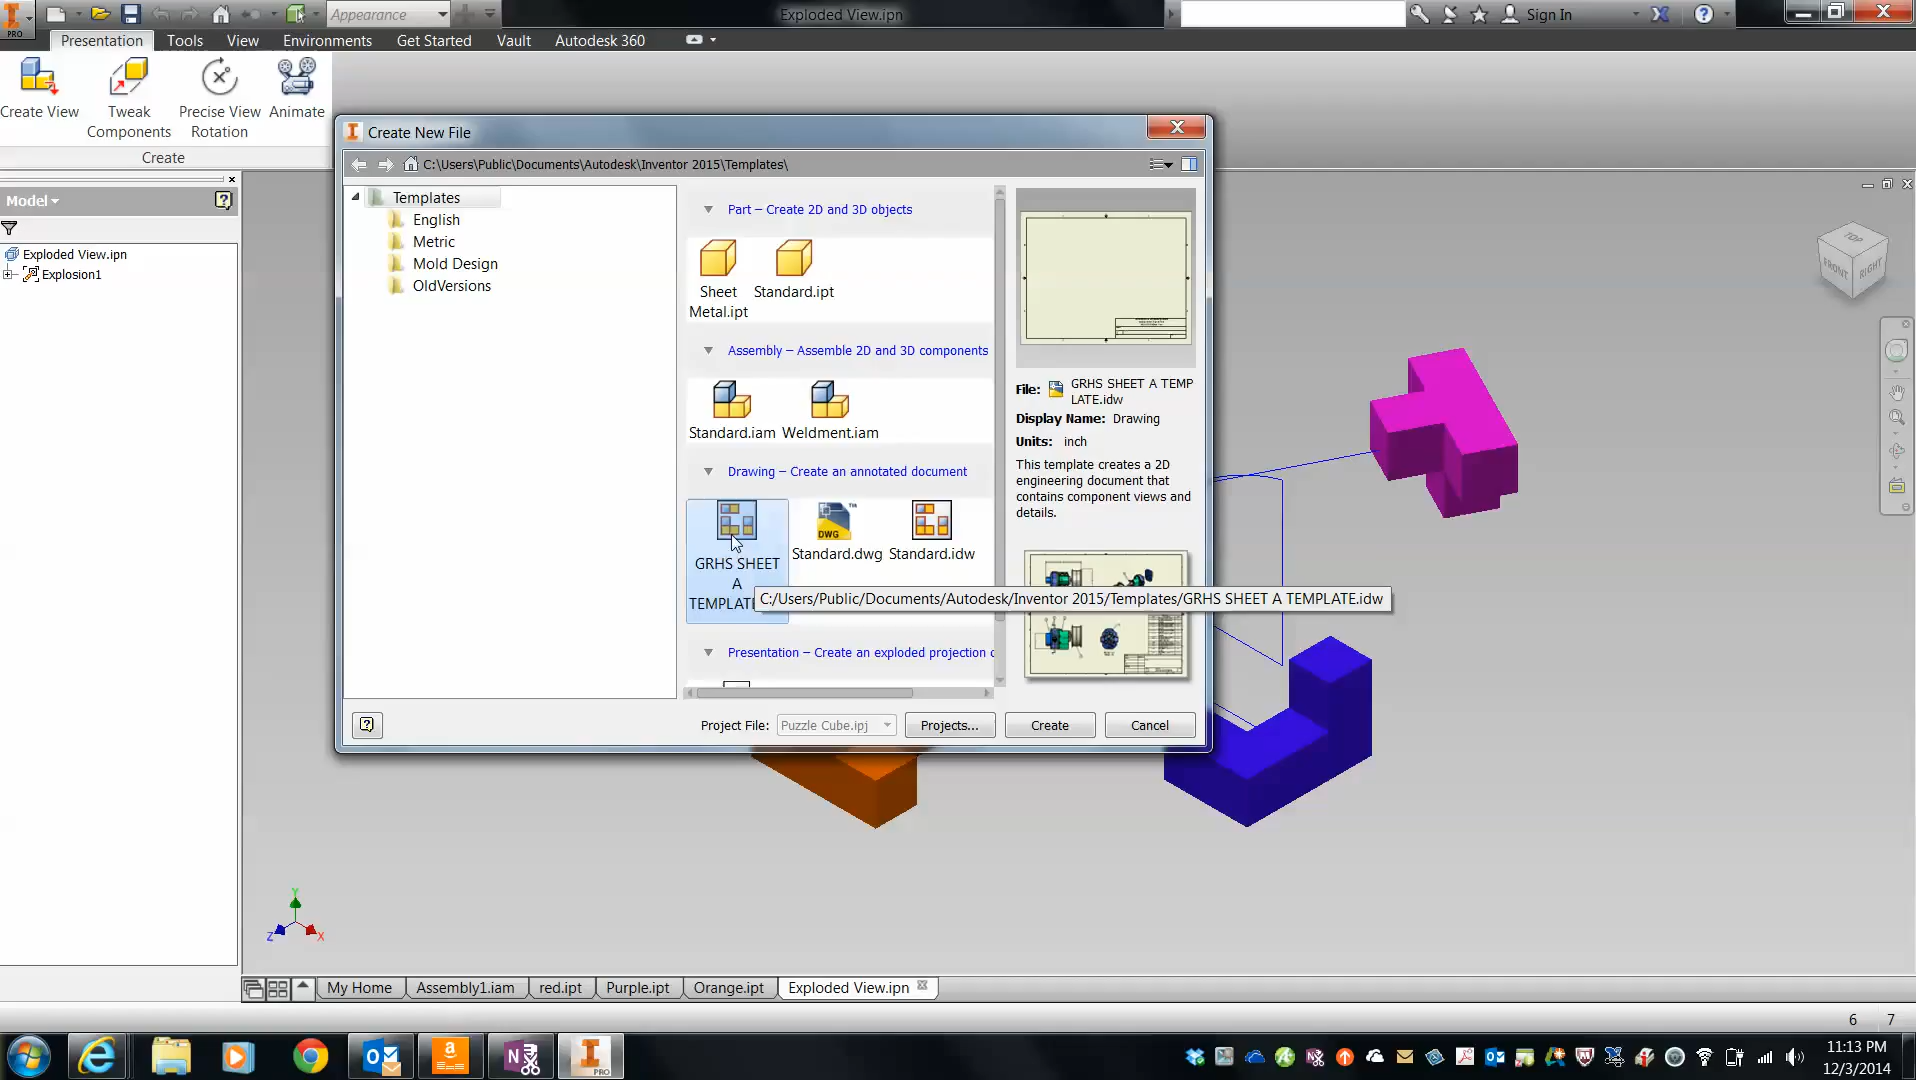 Appearance
Exploded View.ipn
Sign In
PRO
Presentation Tools View Environments Get Started Vault Autodesk 360
Create View
Tweak
Components
Precise View
Rotation
Animate
Create
Model
Exploded View.ipn
Explosion1
Create New File
C:\Users\Public\Documents\Autodesk\Inventor 2015\Templates\
Templates
English
Metric
Mold Design
OldVersions
Part – Create 2D and 3D objects
Sheet
Metal.ipt
Standard.ipt
Assembly – Assemble 2D and 3D components
Standard.iam
Weldment.iam
Drawing – Create an annotated document
GRHS SHEET
A
TEMPLATE
DWG
Standard.dwg
Standard.idw
C:/Users/Public/Documents/Autodesk/Inventor 2015/Templates/GRHS SHEET A TEMPLATE.idw
Presentation – Create an exploded projection
File: GRHS SHEET A TEMP
LATE.idw
Display Name: Drawing
Units: inch
This template creates a 2D
engineering document that
contains component views and
details.
Project File: Puzzle Cube.ipj
Projects...
Create
Cancel
TOP
FRONT
RIGHT
Y
Z
X
My Home
Assembly1.iam
red.ipt
Purple.ipt
Orange.ipt
Exploded View.ipn
6 7
PRO
11:13 PM
12/3/2014